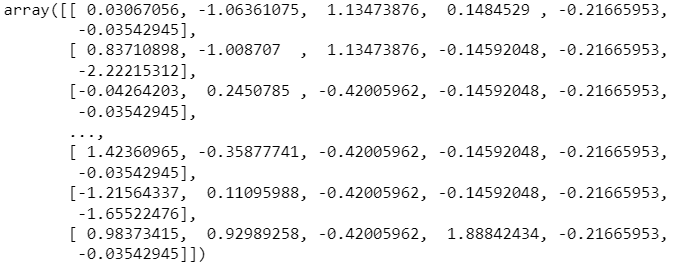 array([[ 0.03067056, -1.06361075,  1.13473876,  0.1484529 , -0.21665953,
        -0.03542945],
       [ 0.83710898, -1.008707  ,  1.13473876, -0.14592048, -0.21665953,
        -2.22215312],
       [-0.04264203,  0.2450785 , -0.42005962, -0.14592048, -0.21665953,
        -0.03542945],
       ...,
       [ 1.42360965, -0.35877741, -0.42005962, -0.14592048, -0.21665953,
        -0.03542945],
       [-1.21564337,  0.11095988, -0.42005962, -0.14592048, -0.21665953,
        -1.65522476],
       [ 0.98373415,  0.92989258, -0.42005962,  1.88842434, -0.21665953,
        -0.03542945]])